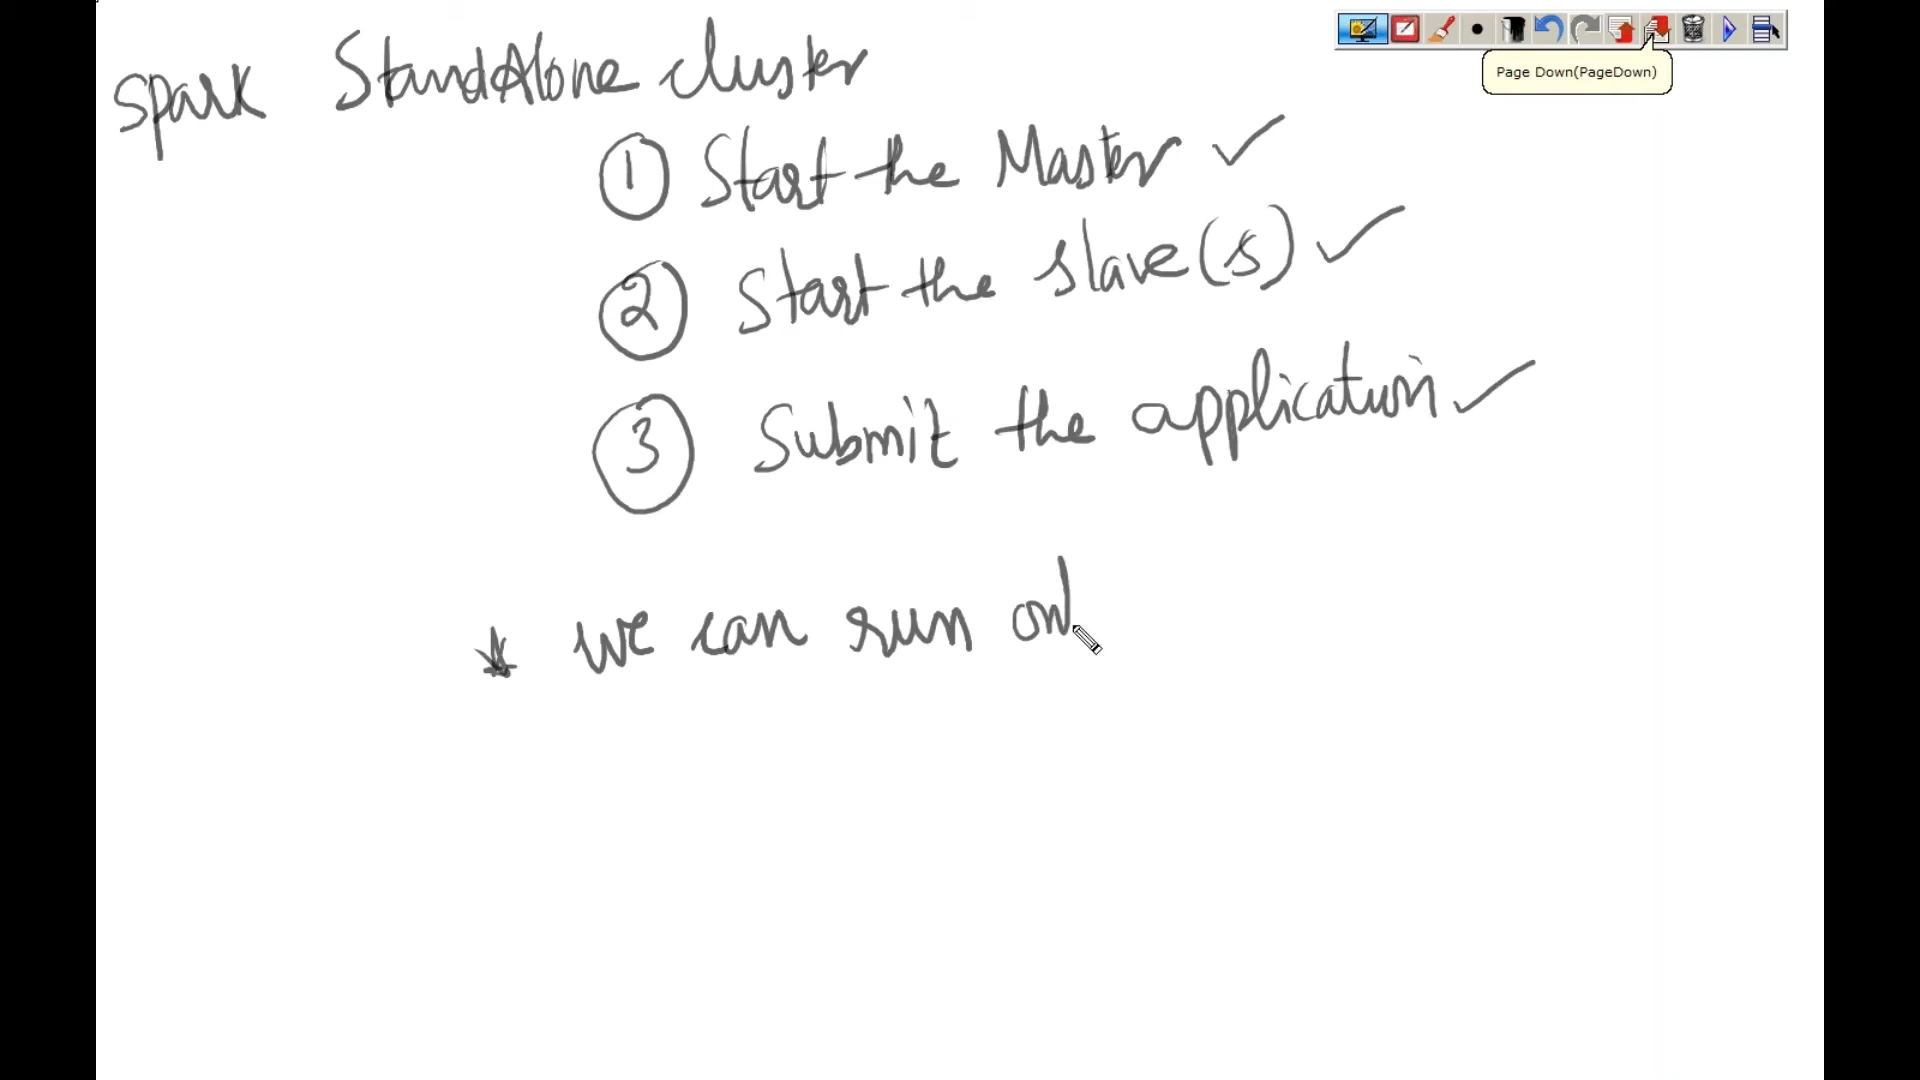 Spark StandAlone cluster
① Start the Master ✓
② Start the slave(s) ✓
③ Submit the application ✓
* we can run onl
Page Down(PageDown)